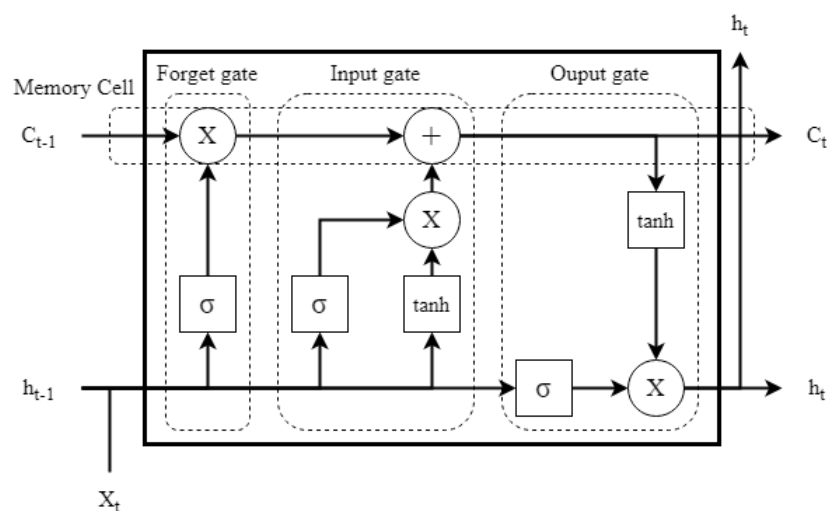 h_t
Forget gate
Input gate
Ouput gate
Memory Cell
C_t-1
X
+
C_t
X
tanh
σ
σ
tanh
h_t-1
σ
X
h_t
X_t